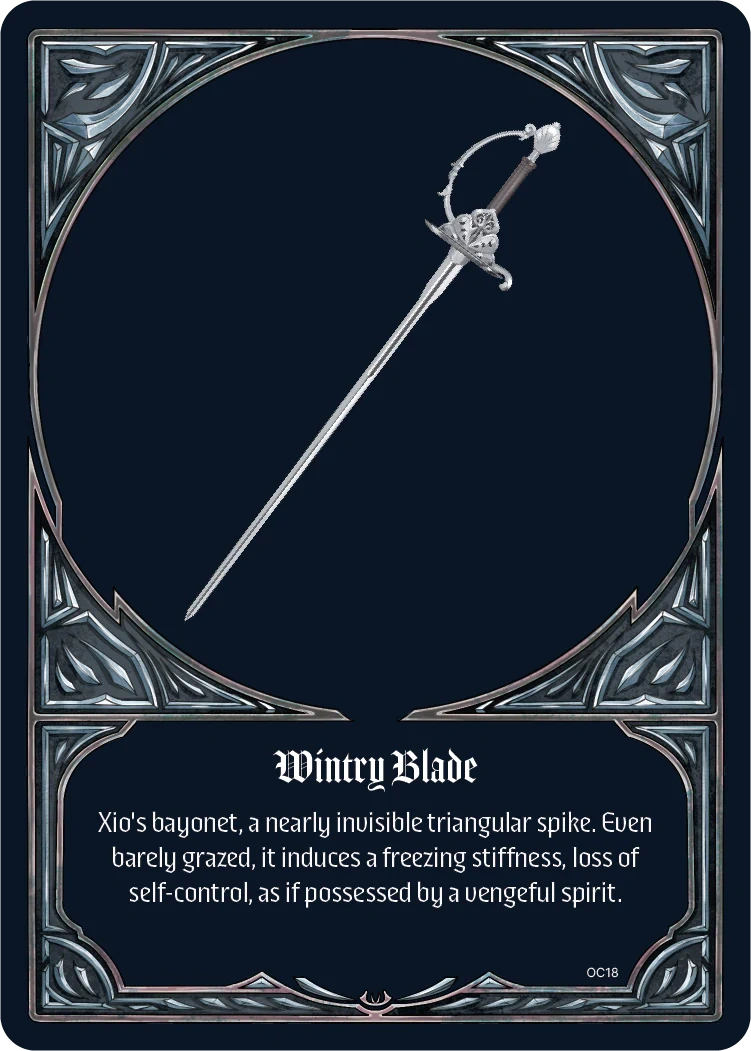 Wintry Blade
Xio's bayonet, a nearly invisible triangular spike. Even
barely grazed, it induces a freezing stiffness, loss of
self-control, as if possessed by a vengeful spirit.
OC18